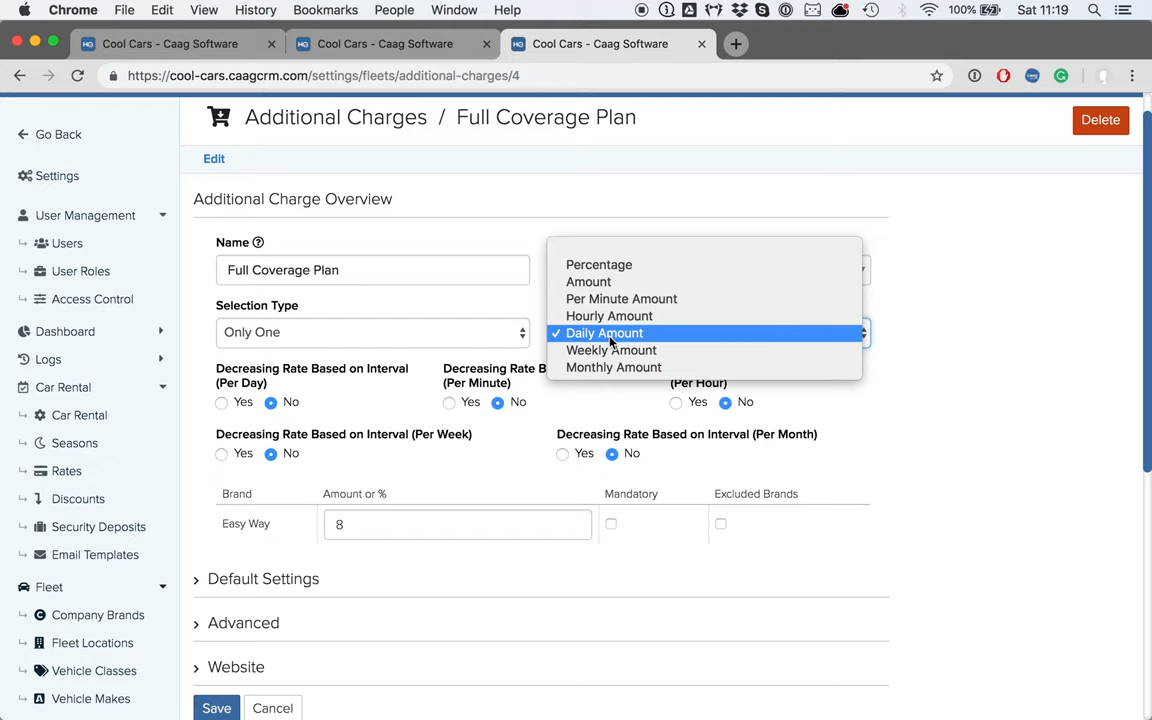 Chrome File Edit View History Bookmarks People Window Help 100% Sat 11:19
Cool Cars - Caag Software
Cool Cars - Caag Software
Cool Cars - Caag Software
https://cool-cars.caagcrm.com/settings/fleets/additional-charges/4
Go Back
Settings
User Management
Users
User Roles
Access Control
Dashboard
Logs
Car Rental
Car Rental
Seasons
Rates
Discounts
Security Deposits
Email Templates
Fleet
Company Brands
Fleet Locations
Vehicle Classes
Vehicle Makes
Additional Charges / Full Coverage Plan
Delete
Edit
Additional Charge Overview
Name
Full Coverage Plan
Selection Type
Only One
Percentage
Amount
Per Minute Amount
Hourly Amount
✓ Daily Amount
Weekly Amount
Monthly Amount
Decreasing Rate Based on Interval
(Per Day)
Yes No
Decreasing Rate B
(Per Minute)
Yes No
(Per Hour)
Yes No
Decreasing Rate Based on Interval (Per Week)
Yes No
Decreasing Rate Based on Interval (Per Month)
Yes No
Brand Amount or % Mandatory Excluded Brands
Easy Way 8
Default Settings
Advanced
Website
Save Cancel